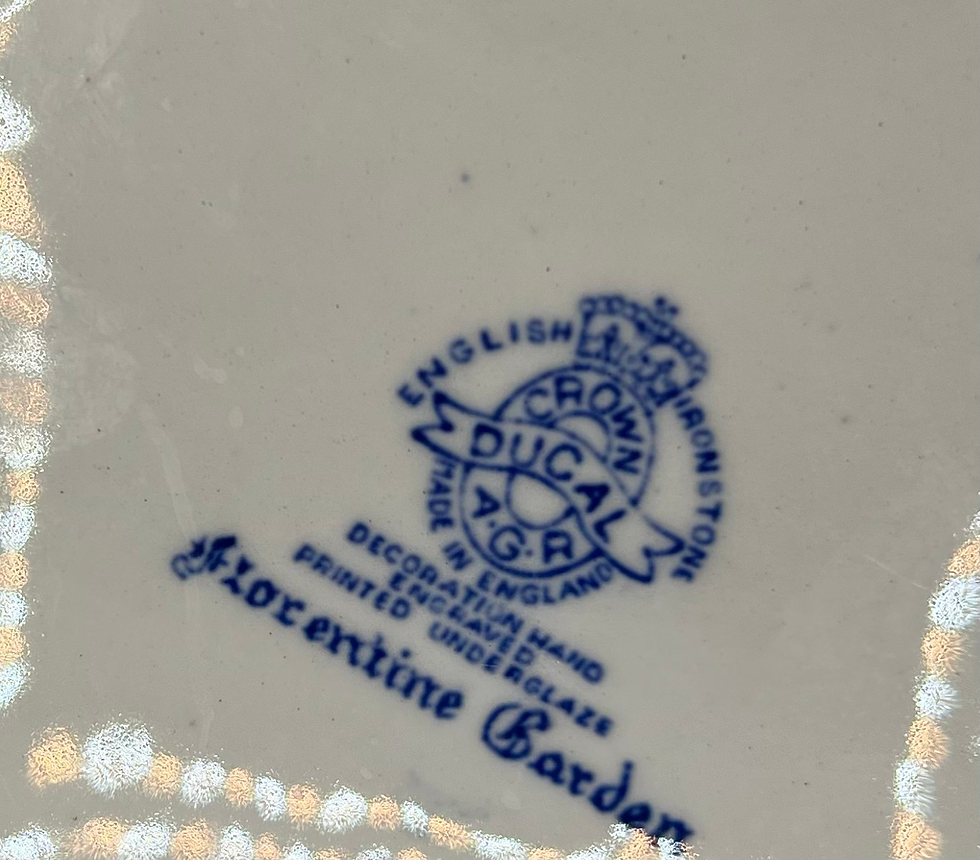 ENGLISH IRONSTONE
CROWN
DUCAL
A.G.R
MADE IN ENGLAND
DECORATION HAND
ENGRAVED
PRINTED UNDERGLAZE
Florentine Garden